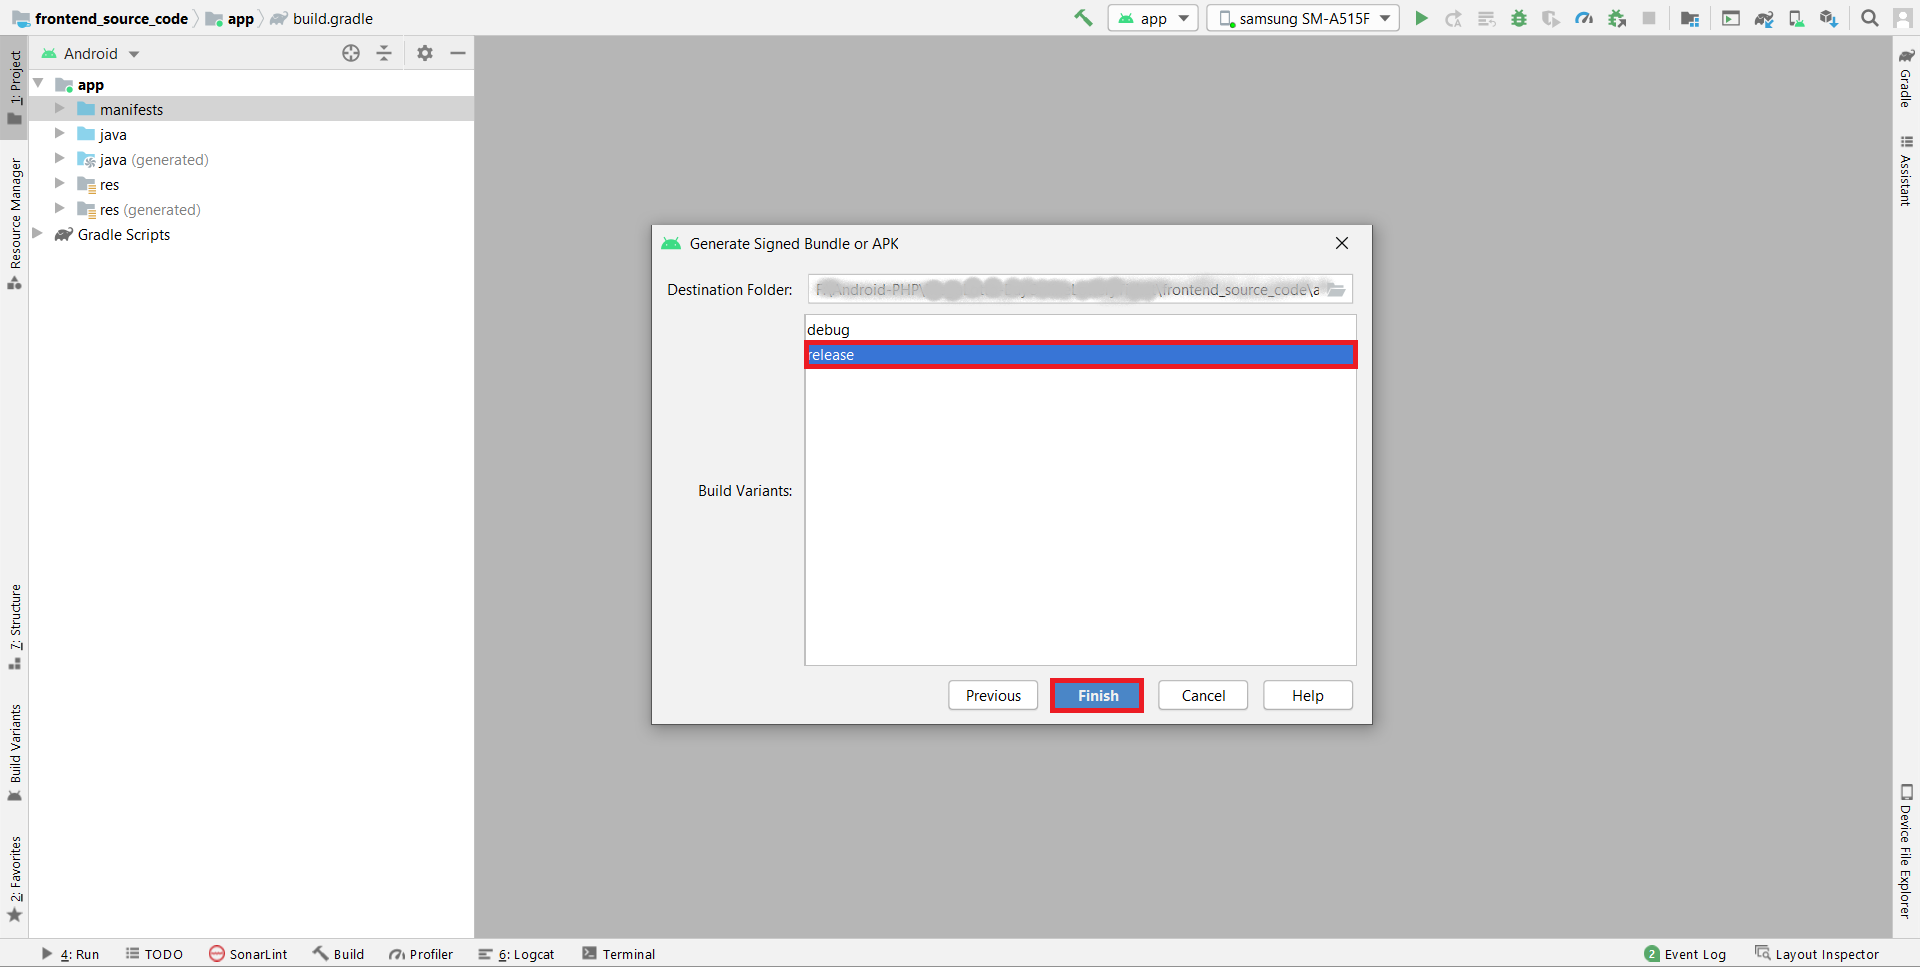 frontend_source_code app build.gradle
app samsung SM-A515F
Android
app
manifests
java
java (generated)
res
res (generated)
Gradle Scripts
1: Project
Resource Manager
7: Structure
Build Variants
2: Favorites
Generate Signed Bundle or APK
Destination Folder: \Android-PHP\ \frontend_source_code\a
debug
release
Build Variants:
Previous Finish Cancel Help
Gradle
Assistant
Device File Explorer
4: Run TODO SonarLint Build Profiler 6: Logcat Terminal
2 Event Log Layout Inspector